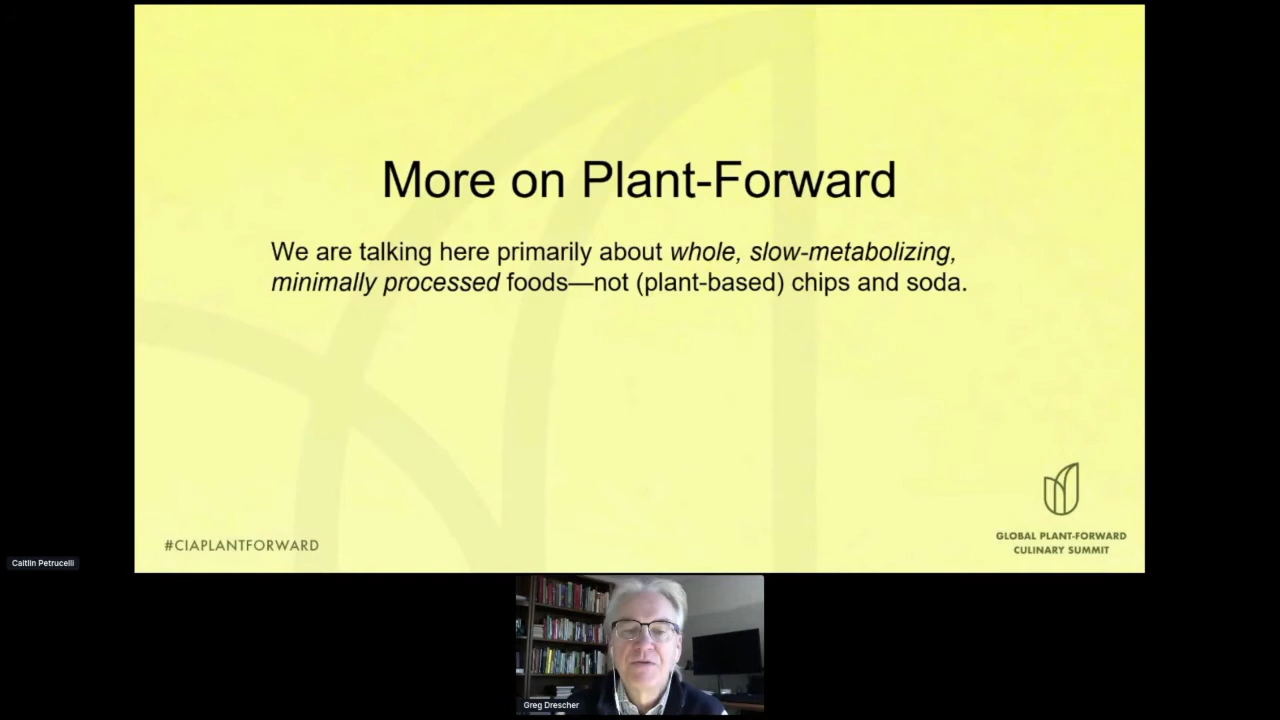 More on Plant-Forward
We are talking here primarily about whole, slow-metabolizing,
minimally processed foods—not (plant-based) chips and soda.
#CIAPLANTFORWARD
GLOBAL PLANT-FORWARD
CULINARY SUMMIT
Caitlin Petrucelli
Greg Drescher